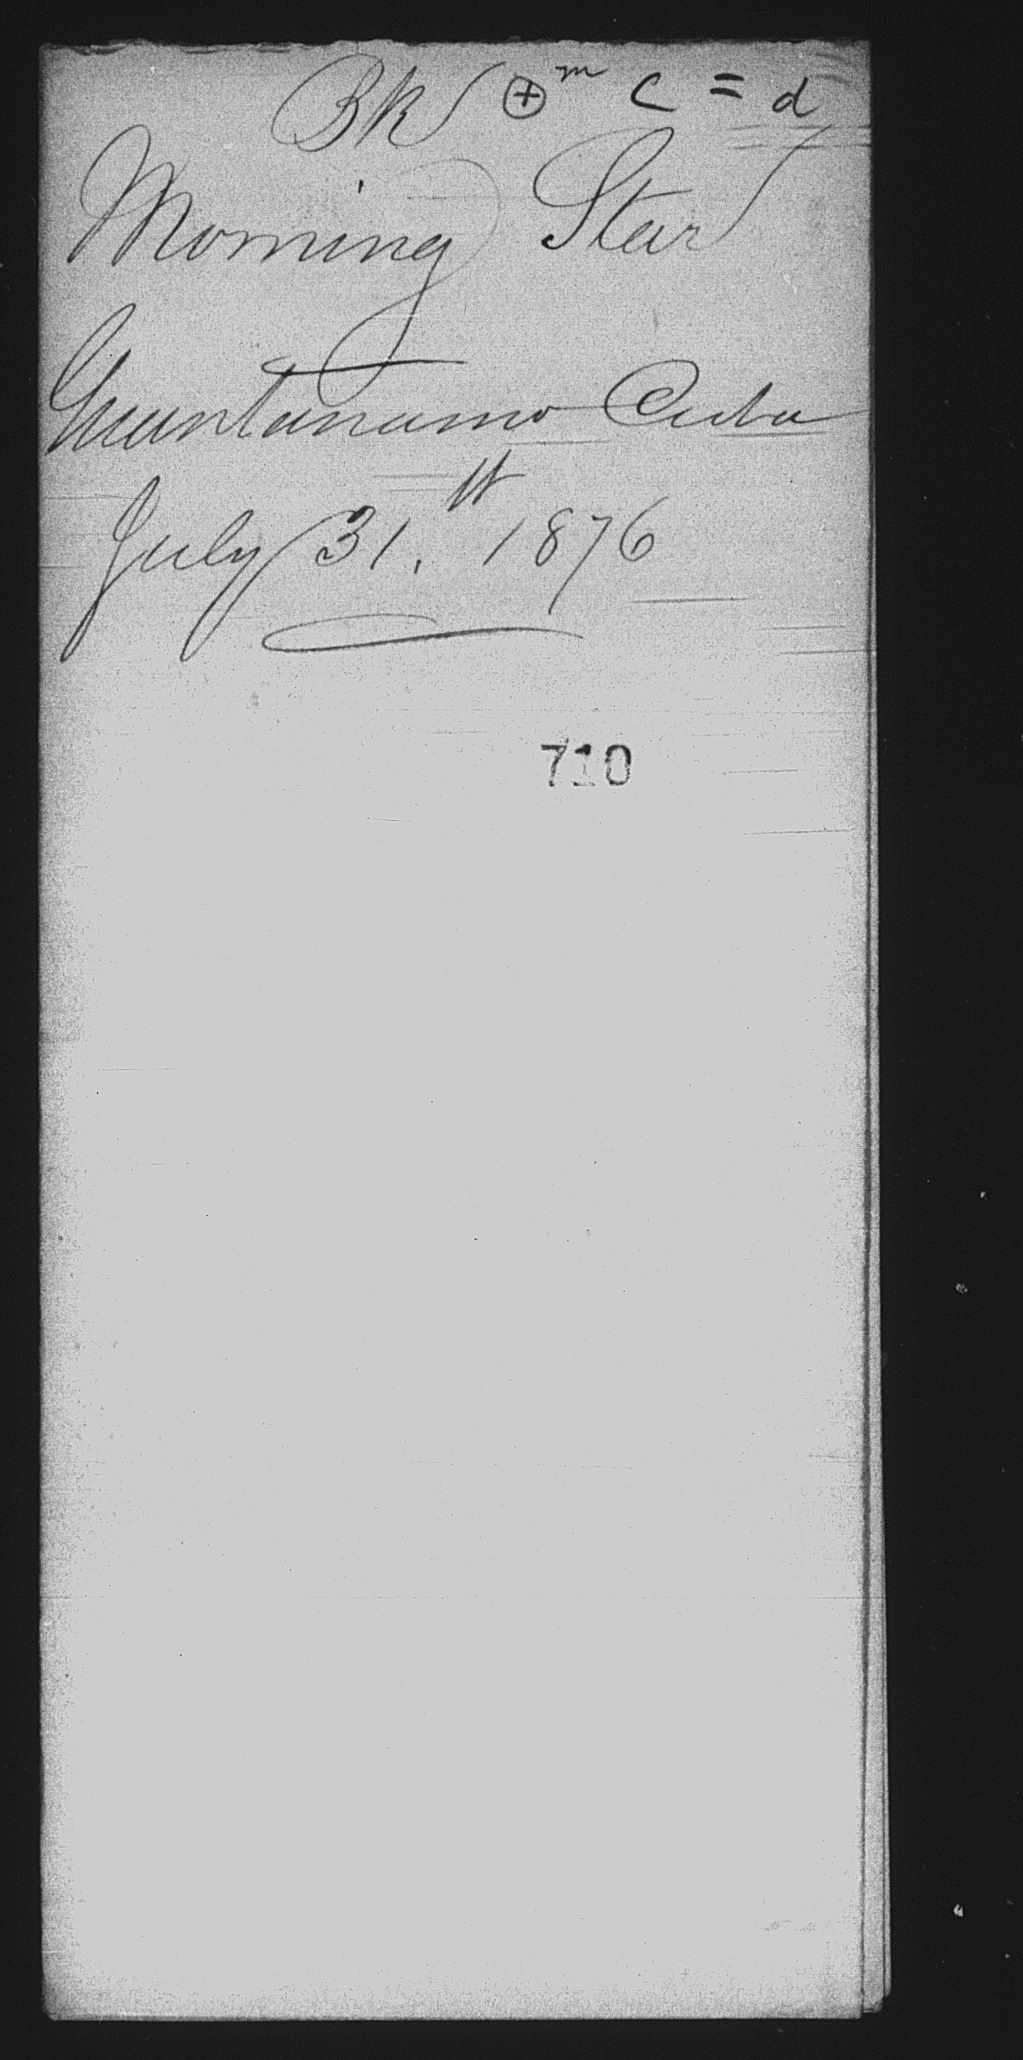 Bk ⊕ m c = d
Morning Star
Guantanamo Cuba
July 31st. 1876
710